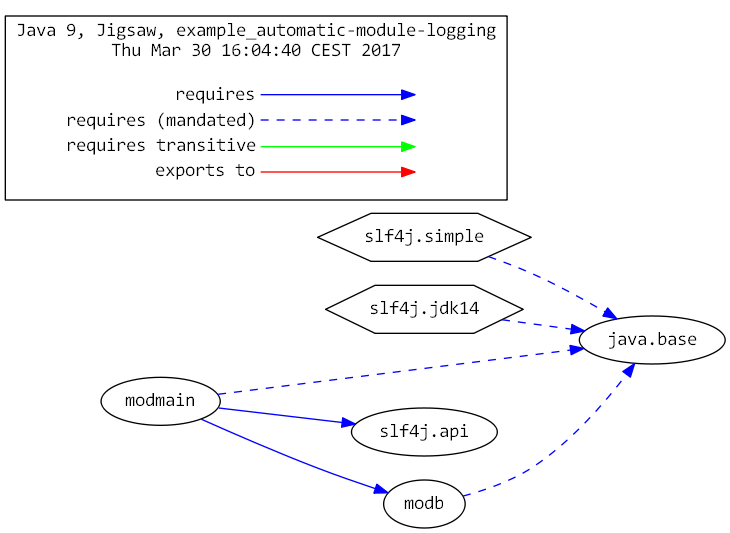 Java 9, Jigsaw, example_automatic-module-logging
Thu Mar 30 16:04:40 CEST 2017
requires
requires (mandated)
requires transitive
exports to
slf4j.simple
slf4j.jdk14
java.base
modmain
slf4j.api
modb